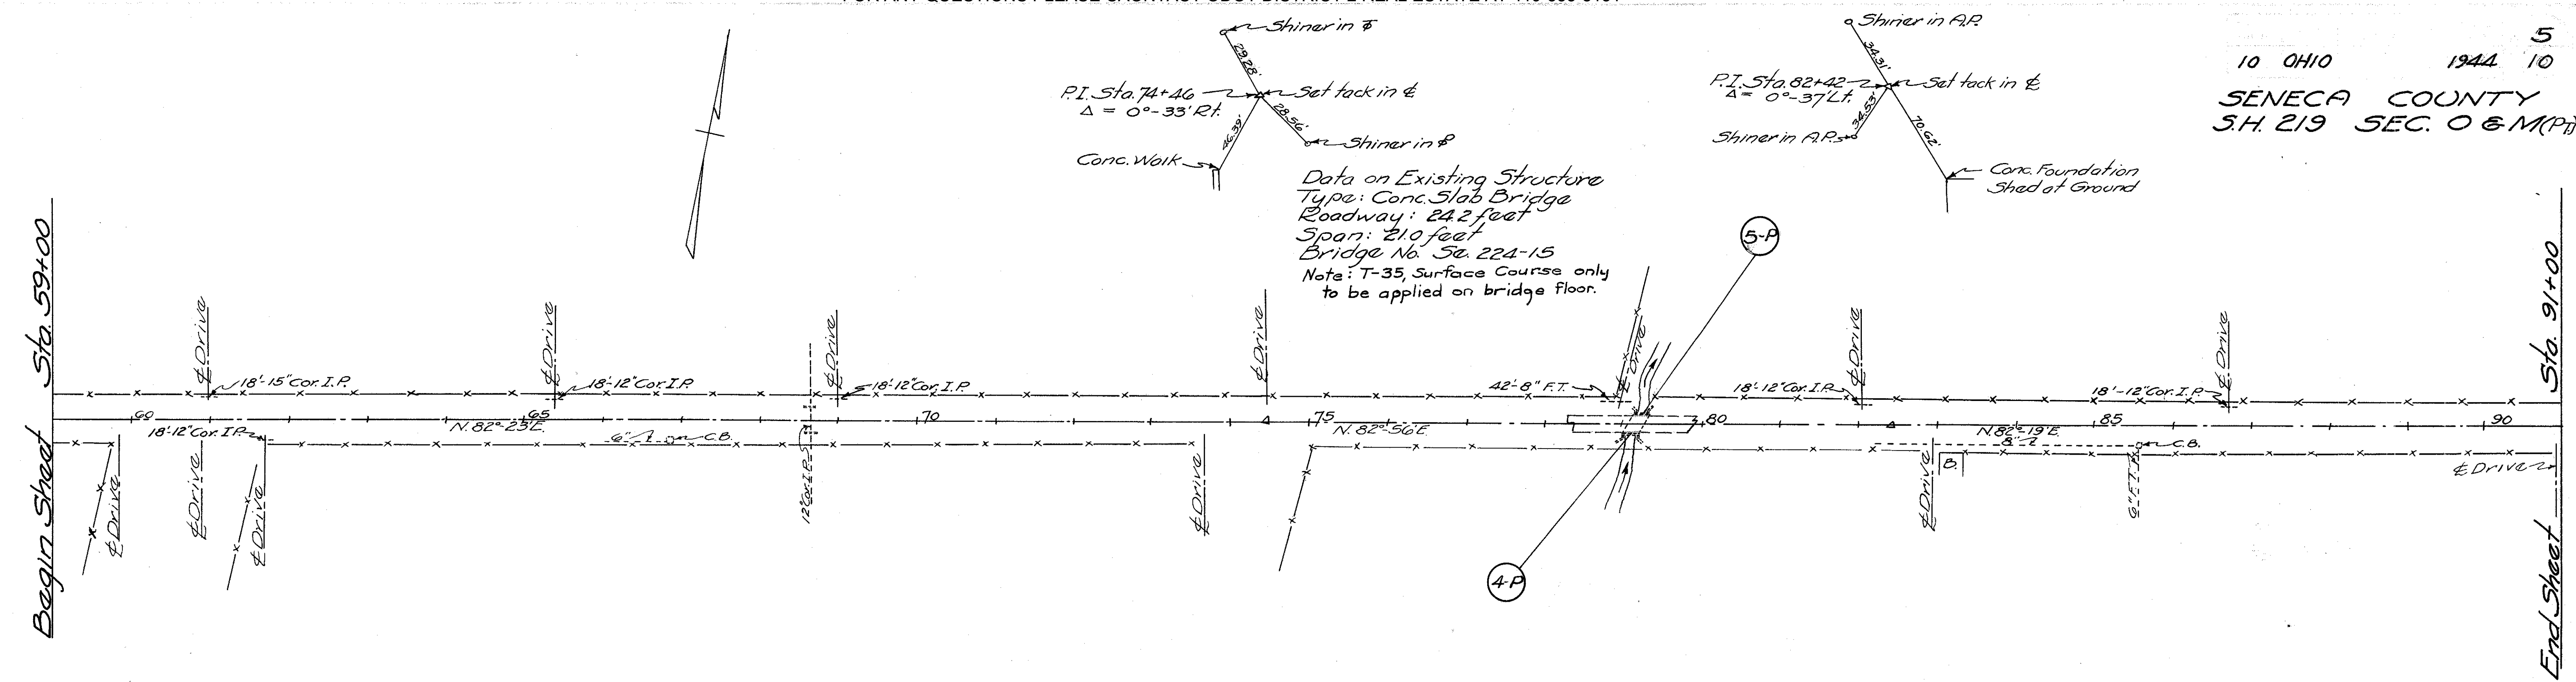 5
10 OHIO 1944 10
SENECA COUNTY
S.H. 219 SEC. O & M(PT)
Shiner in
29.28'
P.I. Sta. 74+46
Δ = 0°-33' Rt.
Set tack in ℄
28.56'
46.39'
Shiner in
Conc. Walk
Shiner in A.P.
34.31'
P.I. Sta. 82+42
Δ = 0°-37' Lt.
Set tack in ℄
34.53'
70.62'
Shiner in A.P.
Conc. Foundation
Shed at Ground
Data on Existing Structure
Type: Conc. Slab Bridge
Roadway: 24.2 feet
Span: 21.0 feet
Bridge No. Se. 224-15
Note: T-35, Surface Course only
to be applied on bridge floor.
5-P
Begin Sheet Sta. 59+00
℄ Drive
℄ Drive
℄ Drive
℄ Drive
℄ Drive
℄ Drive
℄ Drive
18'-15" Cor. I.P.
18'-12" Cor. I.P.
18'-12" Cor. I.P.
42'-8" F.T.
18'-12" Cor. I.P.
18'-12" Cor. I.P.
60
65
70
75
80
85
90
N. 82°-23' E.
N. 82°-56' E.
N. 82°-19' E.
18'-12" Cor. I.P.
6"
C.B.
8"
C.B.
B.
℄ Drive
℄ Drive
℄ Drive
12" Cor. I.P.
℄ Drive
℄ Drive
6" F.T.
℄ Drive
4-P
End Sheet Sta. 91+00